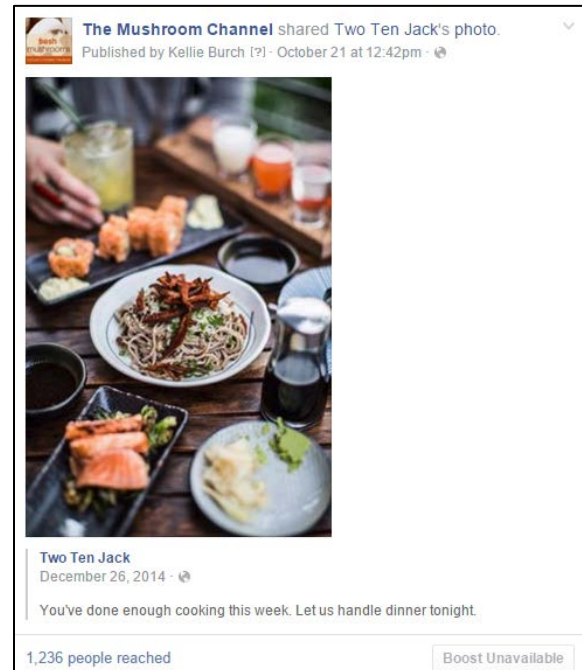 fresh
mushrooms
The Mushroom Channel shared Two Ten Jack's photo.
Published by Kellie Burch [?] · October 21 at 12:42pm ·
Two Ten Jack
December 26, 2014 ·
You've done enough cooking this week. Let us handle dinner tonight.
1,236 people reached
Boost Unavailable